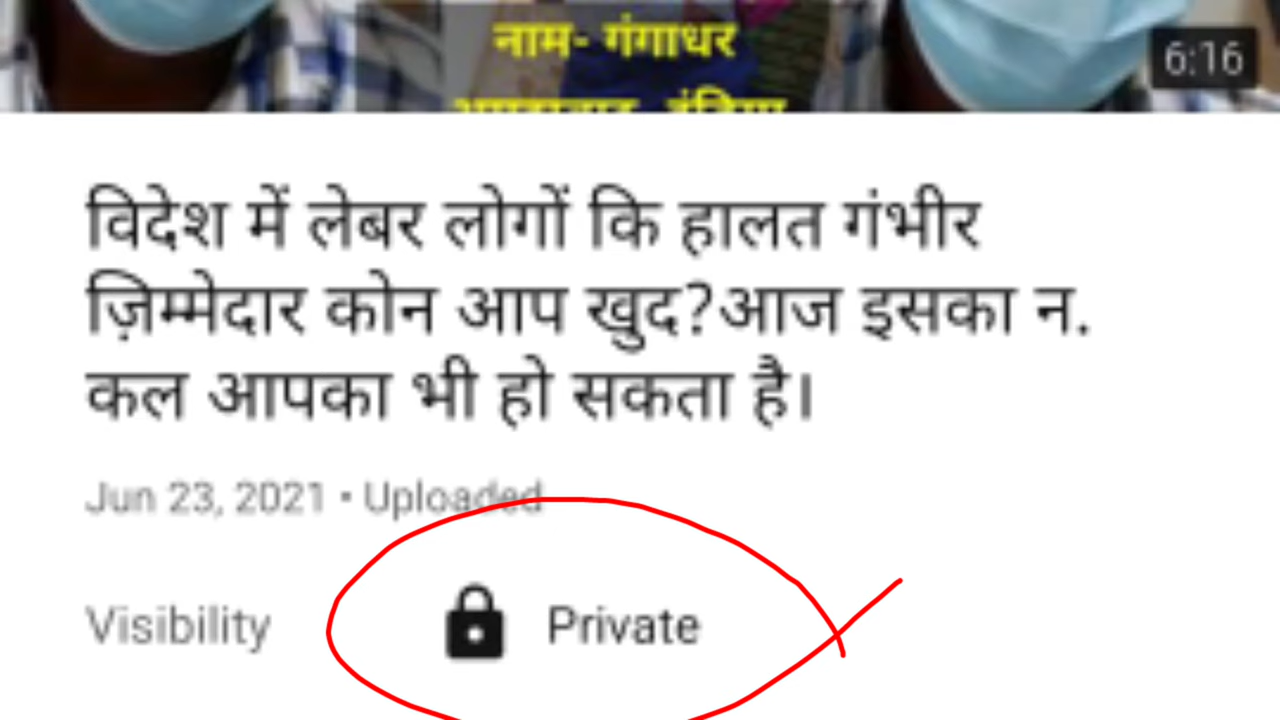 नाम- गंगाधर
6:16
विदेश में लेबर लोगों कि हालत गंभीर
ज़िम्मेदार कोन आप खुद?आज इसका न.
कल आपका भी हो सकता है।
Jun 23, 2021 • Uploaded
Visibility Private